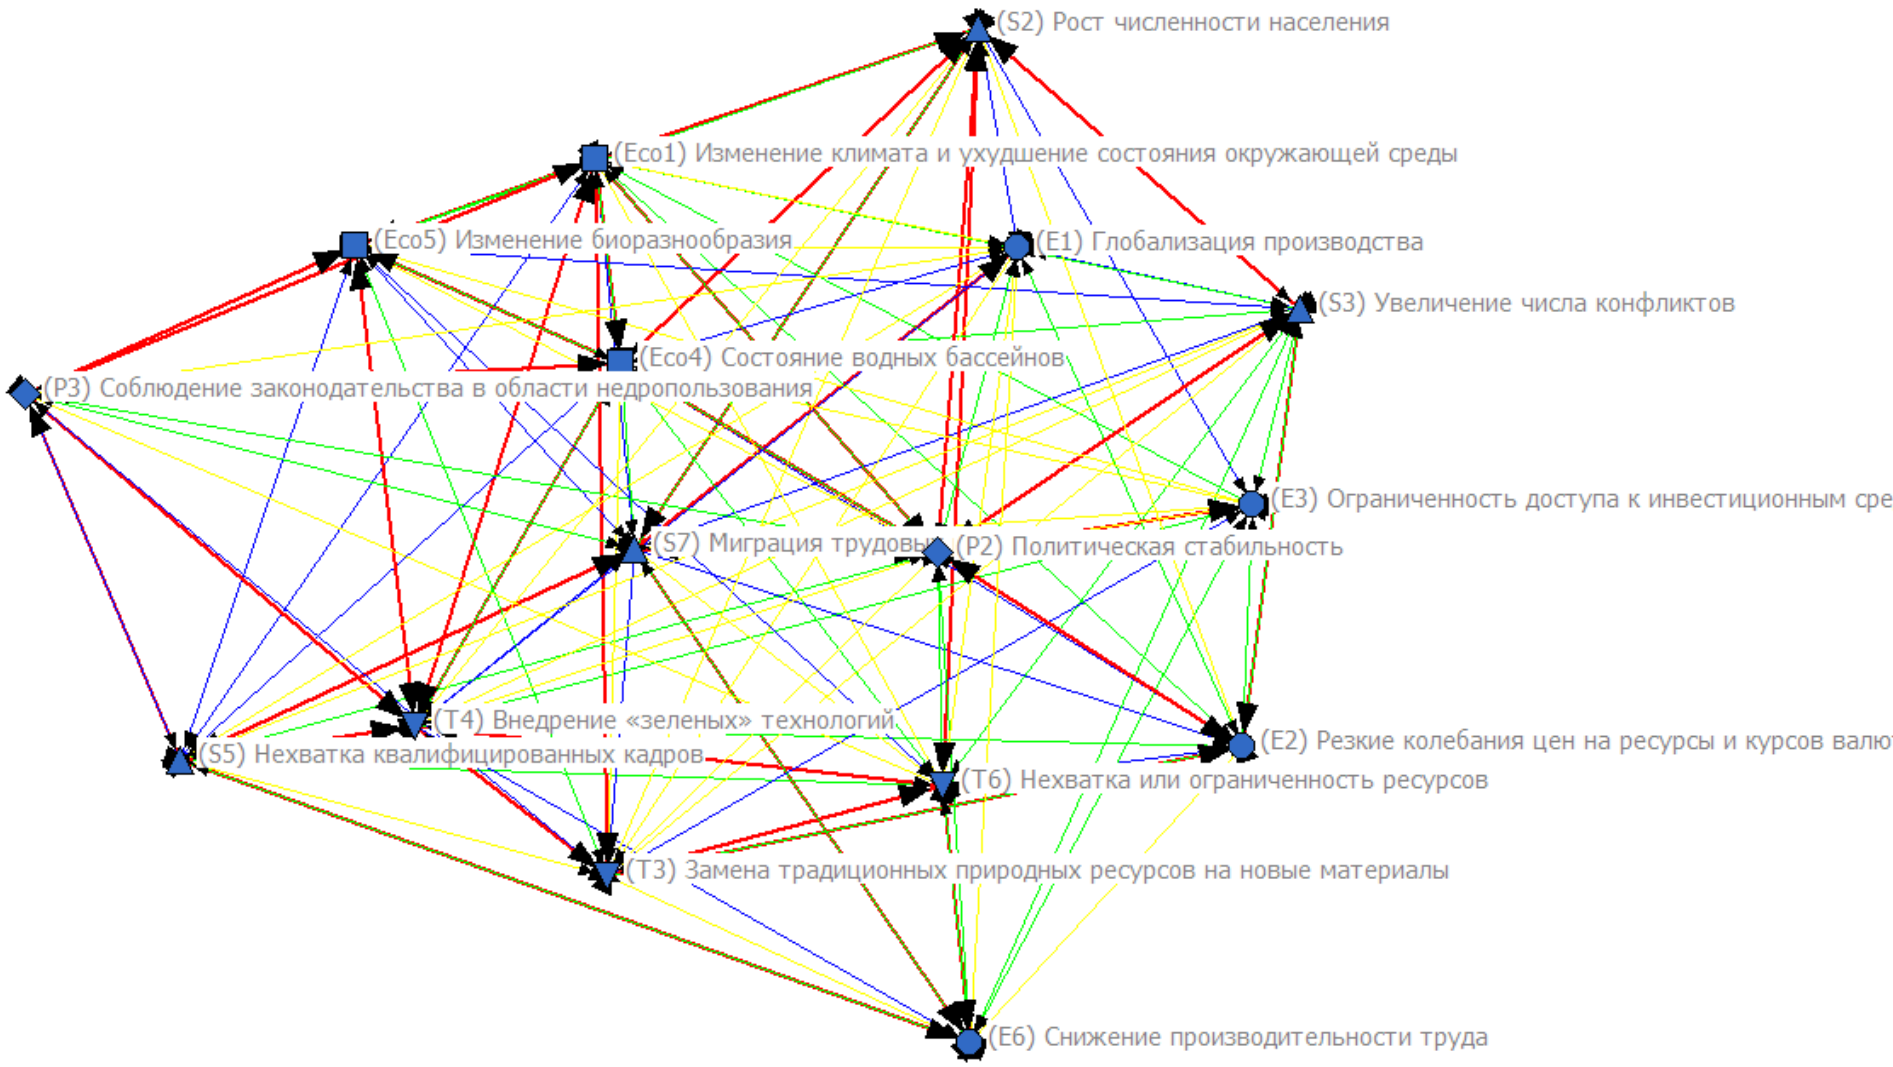 (S2) Рост численности населения
(Eco1) Изменение климата и ухудшение состояния окружающей среды
(Eco5) Изменение биоразнообразия
(E1) Глобализация производства
(S3) Увеличение числа конфликтов
(Eco4) Состояние водных бассейнов
(P3) Соблюдение законодательства в области недропользования
(E3) Ограниченность доступа к инвестиционным сре
(S7) Миграция трудовы
(P2) Политическая стабильность
(T4) Внедрение «зеленых» технологий
(E2) Резкие колебания цен на ресурсы и курсов валют
(S5) Нехватка квалифицированных кадров
(T6) Нехватка или ограниченность ресурсов
(T3) Замена традиционных природных ресурсов на новые материалы
(E6) Снижение производительности труда